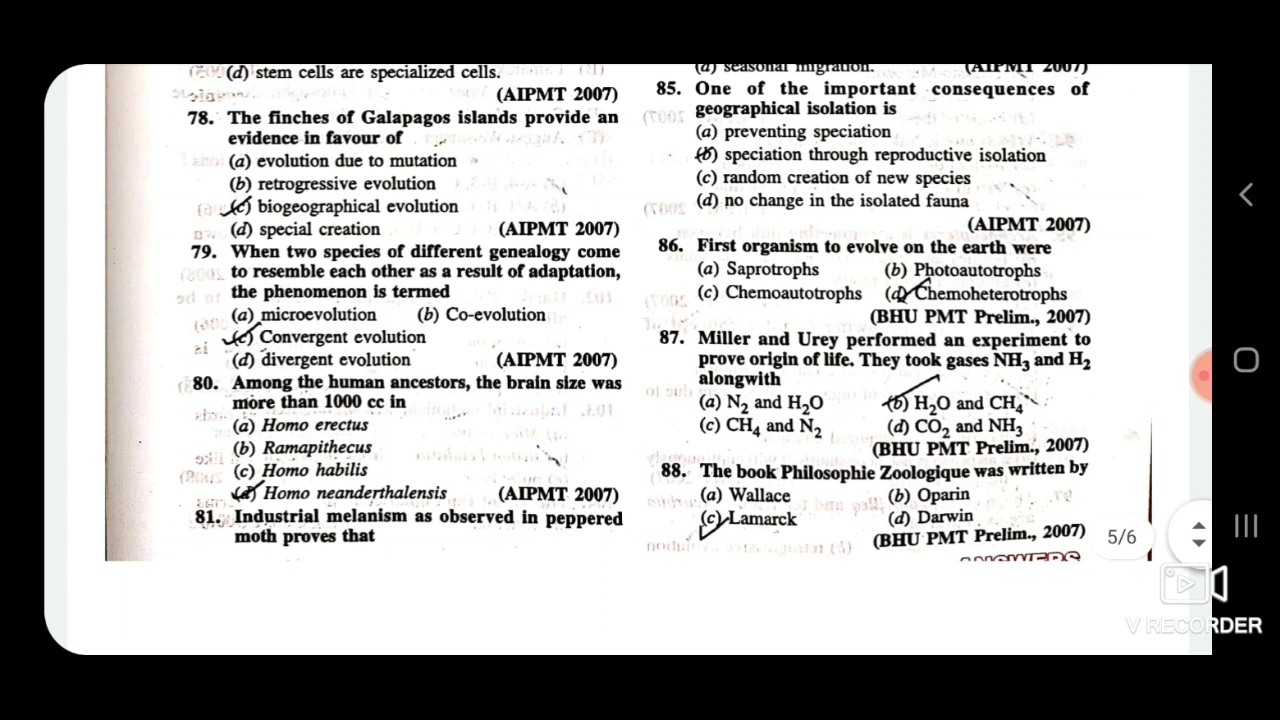 (d) stem cells are specialized cells.
(AIPMT 2007)
78. The finches of Galapagos islands provide an
evidence in favour of
(a) evolution due to mutation
(b) retrogressive evolution
(c) biogeographical evolution
(d) special creation (AIPMT 2007)
79. When two species of different genealogy come
to resemble each other as a result of adaptation,
the phenomenon is termed
(a) microevolution (b) Co-evolution
(c) Convergent evolution
(d) divergent evolution (AIPMT 2007)
80. Among the human ancestors, the brain size was
more than 1000 cc in
(a) Homo erectus
(b) Ramapithecus
(c) Homo habilis
(d) Homo neanderthalensis (AIPMT 2007)
81. Industrial melanism as observed in peppered
moth proves that
(d) seasonal migration. (AIPMT 2007)
85. One of the important consequences of
geographical isolation is
(a) preventing speciation
(b) speciation through reproductive isolation
(c) random creation of new species
(d) no change in the isolated fauna
(AIPMT 2007)
86. First organism to evolve on the earth were
(a) Saprotrophs (b) Photoautotrophs
(c) Chemoautotrophs (d) Chemoheterotrophs
(BHU PMT Prelim., 2007)
87. Miller and Urey performed an experiment to
prove origin of life. They took gases NH₃ and H₂
alongwith
(a) N₂ and H₂O (b) H₂O and CH₄
(c) CH₄ and N₂ (d) CO₂ and NH₃
(BHU PMT Prelim., 2007)
88. The book Philosophie Zoologique was written by
(a) Wallace (b) Oparin
(c) Lamarck (d) Darwin
(BHU PMT Prelim., 2007)
ANSWERS
5/6
V RECORDER